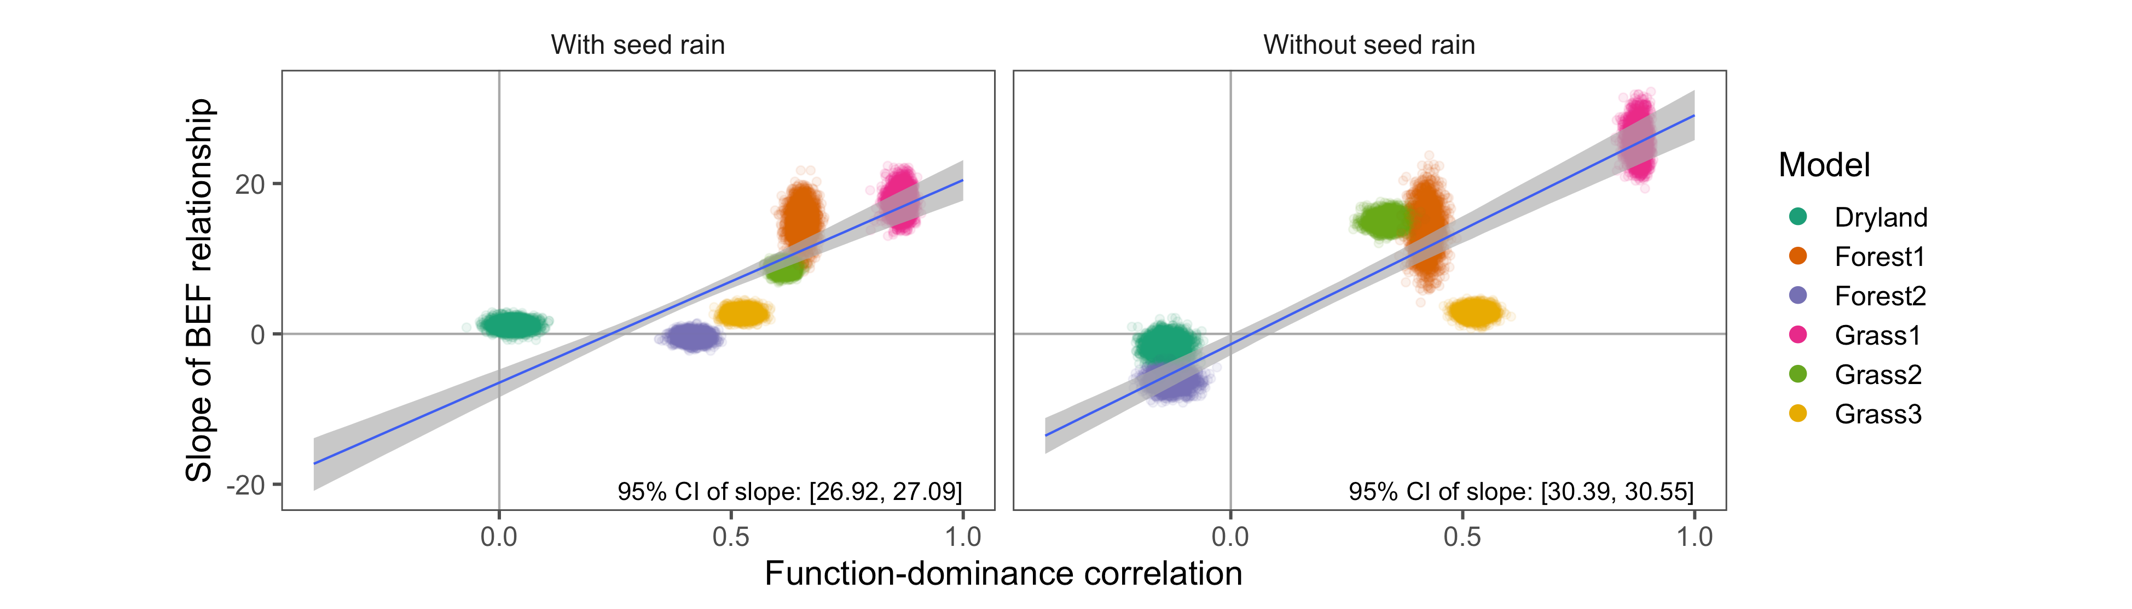 With seed rain
Without seed rain
Slope of BEF relationship
20
0
-20
95% CI of slope: [26.92, 27.09]
95% CI of slope: [30.39, 30.55]
0.0
0.5
1.0
0.0
0.5
1.0
Function-dominance correlation
Model
Dryland
Forest1
Forest2
Grass1
Grass2
Grass3